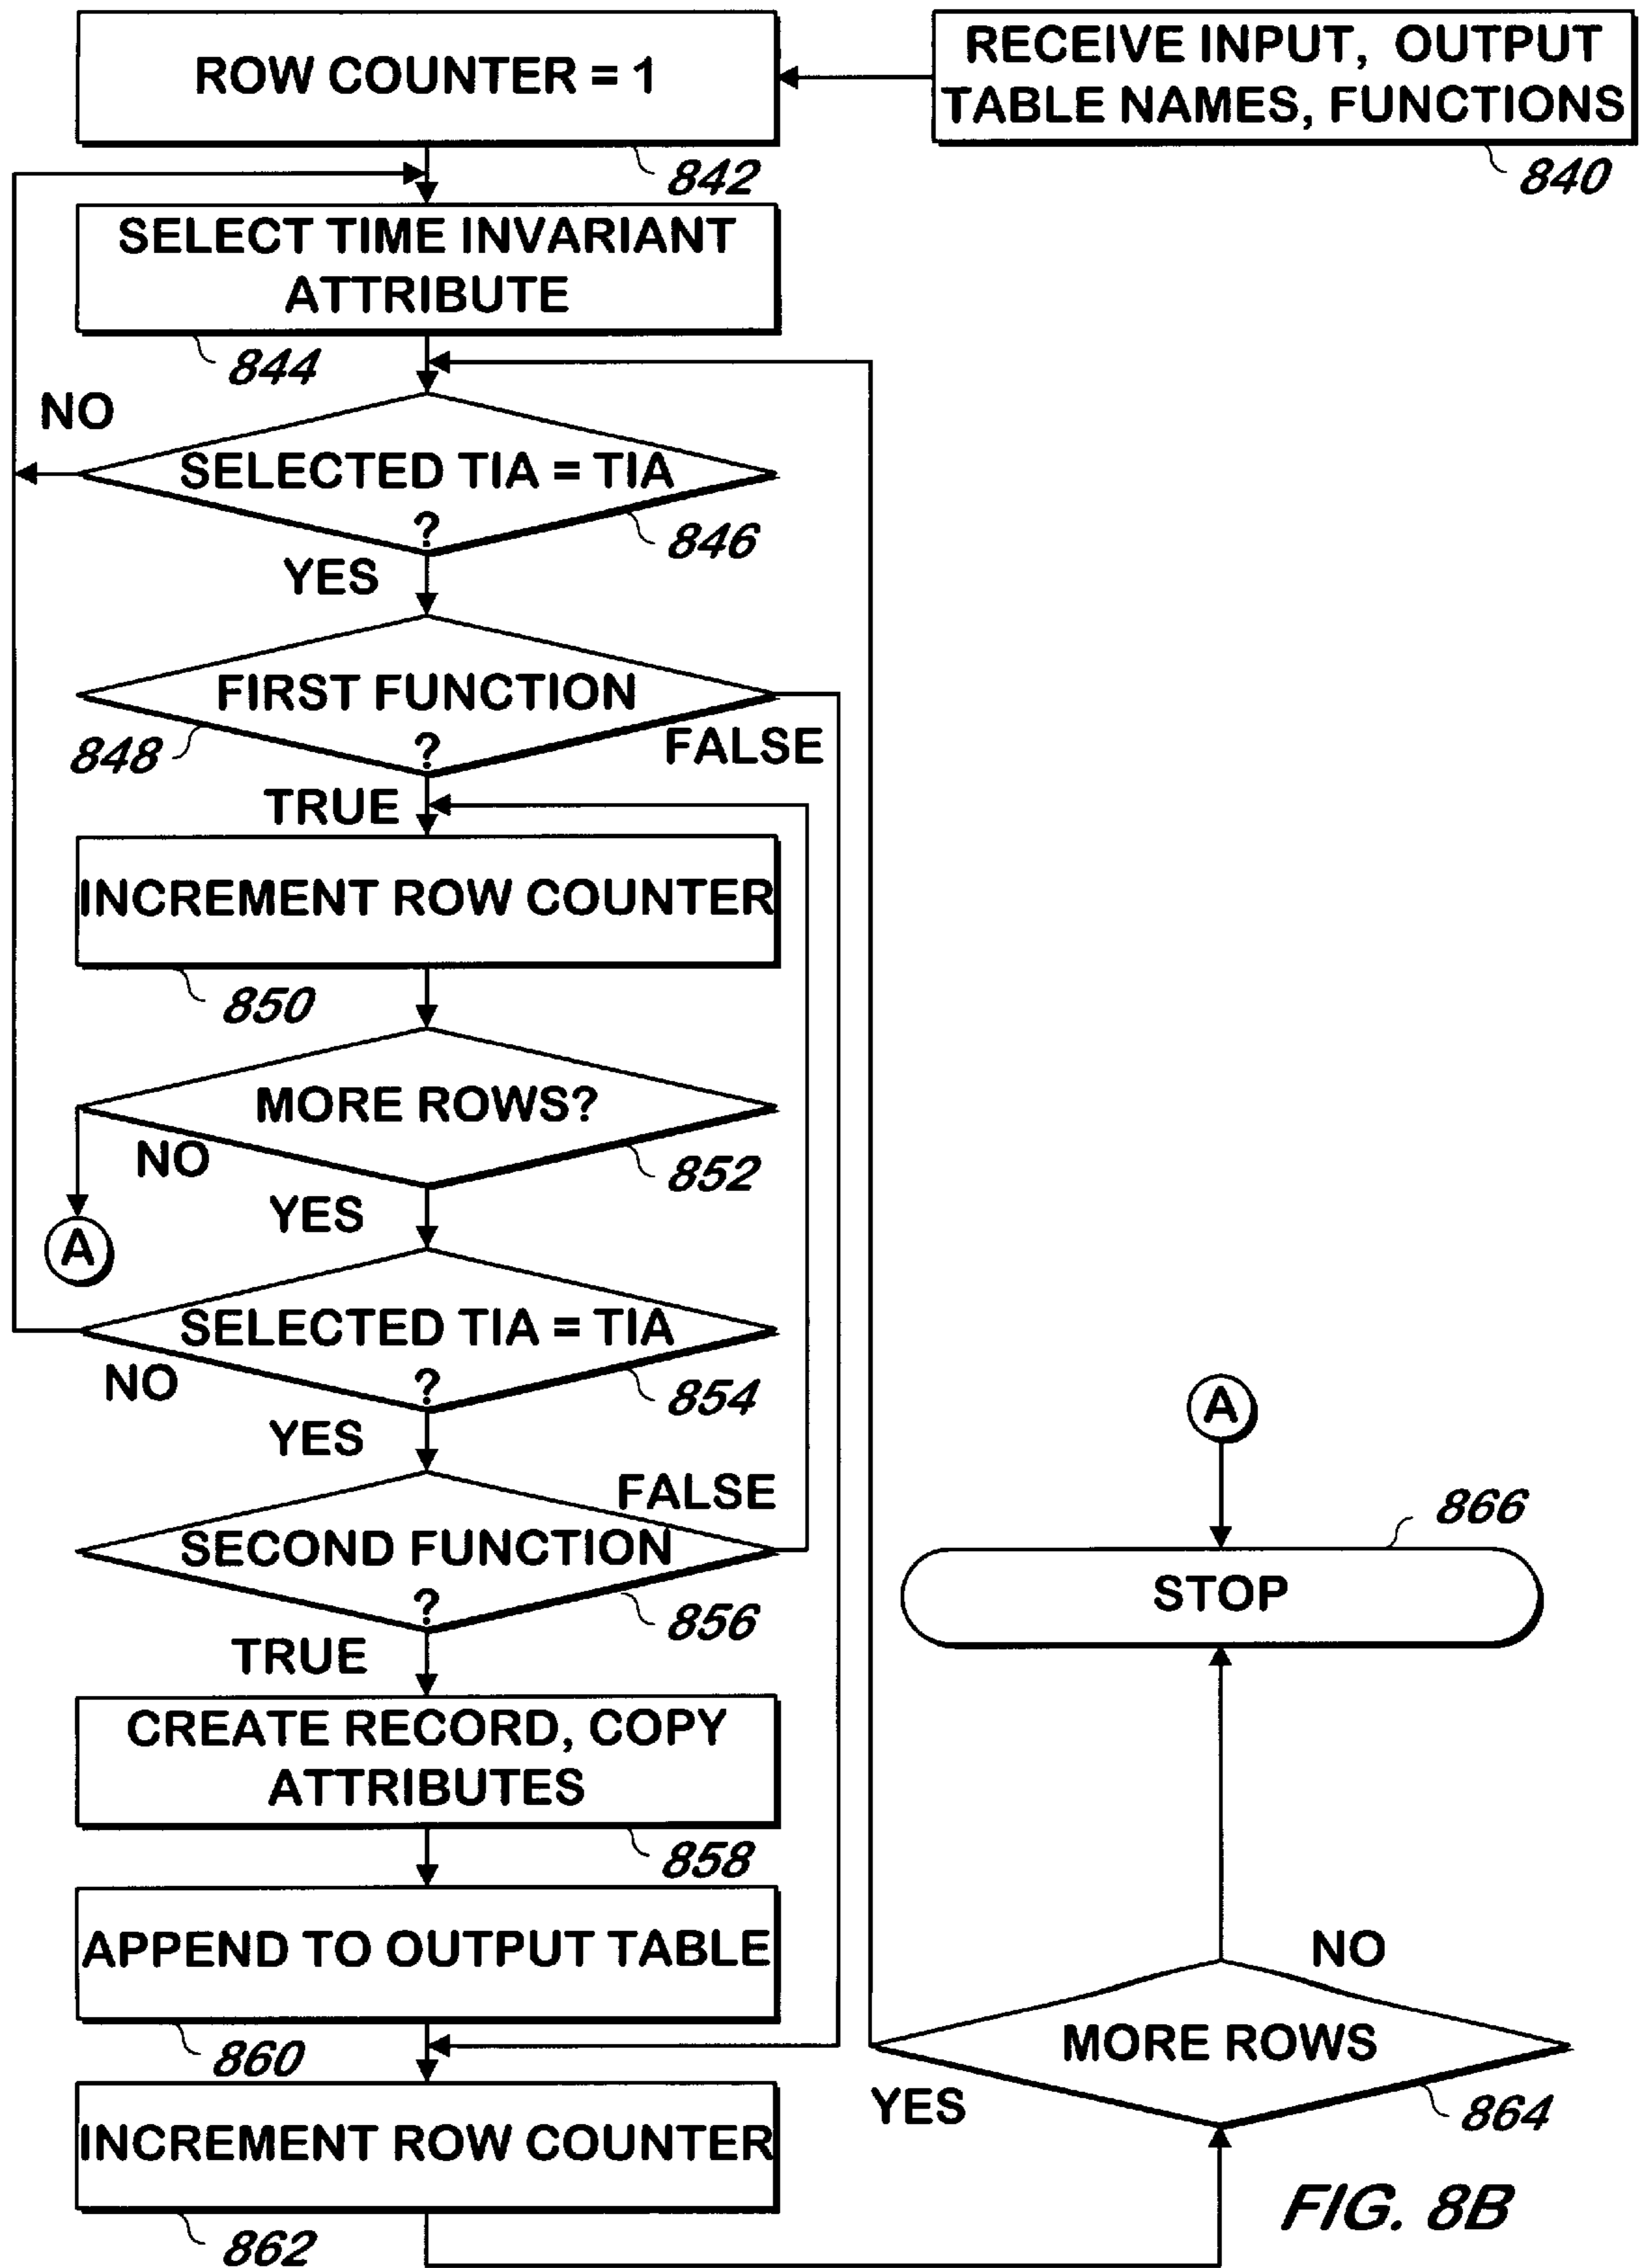 ROW COUNTER = 1
842
RECEIVE INPUT, OUTPUT
TABLE NAMES, FUNCTIONS
840
SELECT TIME INVARIANT
ATTRIBUTE
844
NO
SELECTED TIA = TIA
?
846
YES
FIRST FUNCTION
?
848
FALSE
TRUE
INCREMENT ROW COUNTER
850
MORE ROWS?
852
NO
YES
A
SELECTED TIA = TIA
?
854
NO
YES
FALSE
SECOND FUNCTION
?
856
TRUE
CREATE RECORD, COPY
ATTRIBUTES
858
APPEND TO OUTPUT TABLE
860
INCREMENT ROW COUNTER
862
A
866
STOP
NO
MORE ROWS
YES
864
FIG. 8B